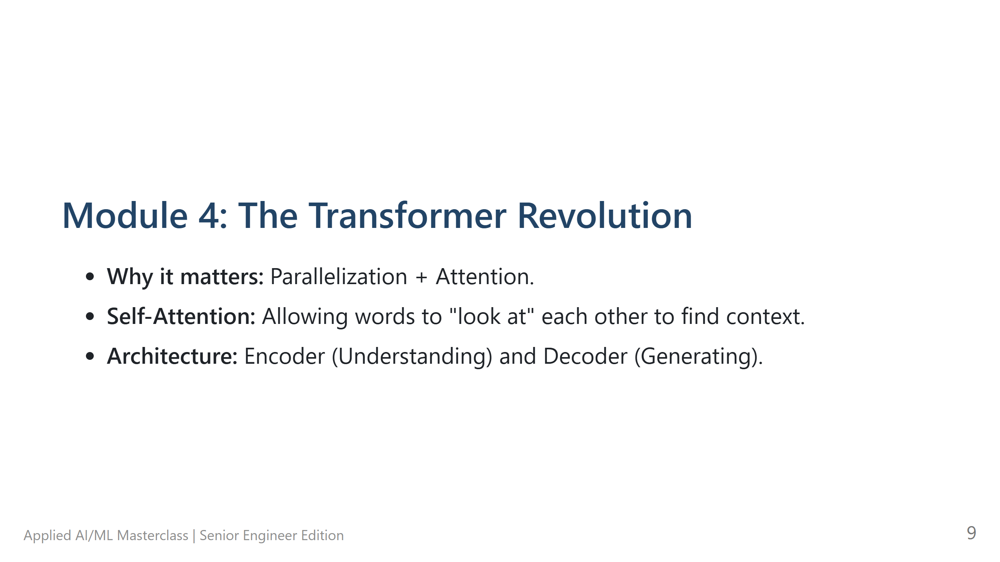 Module 4: The Transformer Revolution
• Why it matters: Parallelization + Attention.
• Self-Attention: Allowing words to "look at" each other to find context.
• Architecture: Encoder (Understanding) and Decoder (Generating).
Applied AI/ML Masterclass | Senior Engineer Edition
9